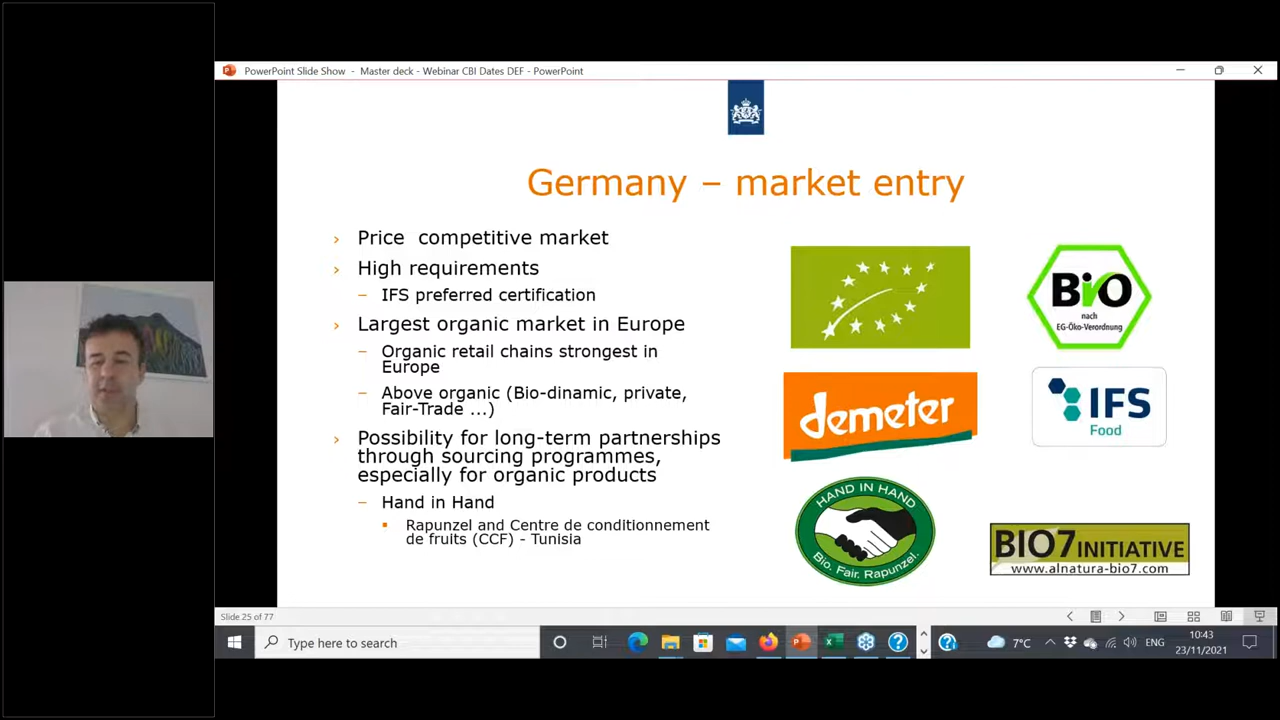 PowerPoint Slide Show - Master deck - Webinar CBI Dates DEF - PowerPoint
Germany – market entry
› Price competitive market
› High requirements
– IFS preferred certification
› Largest organic market in Europe
– Organic retail chains strongest in
Europe
– Above organic (Bio-dinamic, private,
Fair-Trade ...)
› Possibility for long-term partnerships
through sourcing programmes,
especially for organic products
– Hand in Hand
▪ Rapunzel and Centre de conditionnement
de fruits (CCF) - Tunisia
BiO
nach
EG-Öko-Verordnung
demeter
IFS
Food
HAND IN HAND
Bio. Fair. Rapunzel.
BIO7 INITIATIVE
www.alnatura-bio7.com
Slide 25 of 77
Type here to search
7°C
ENG
10:43
23/11/2021